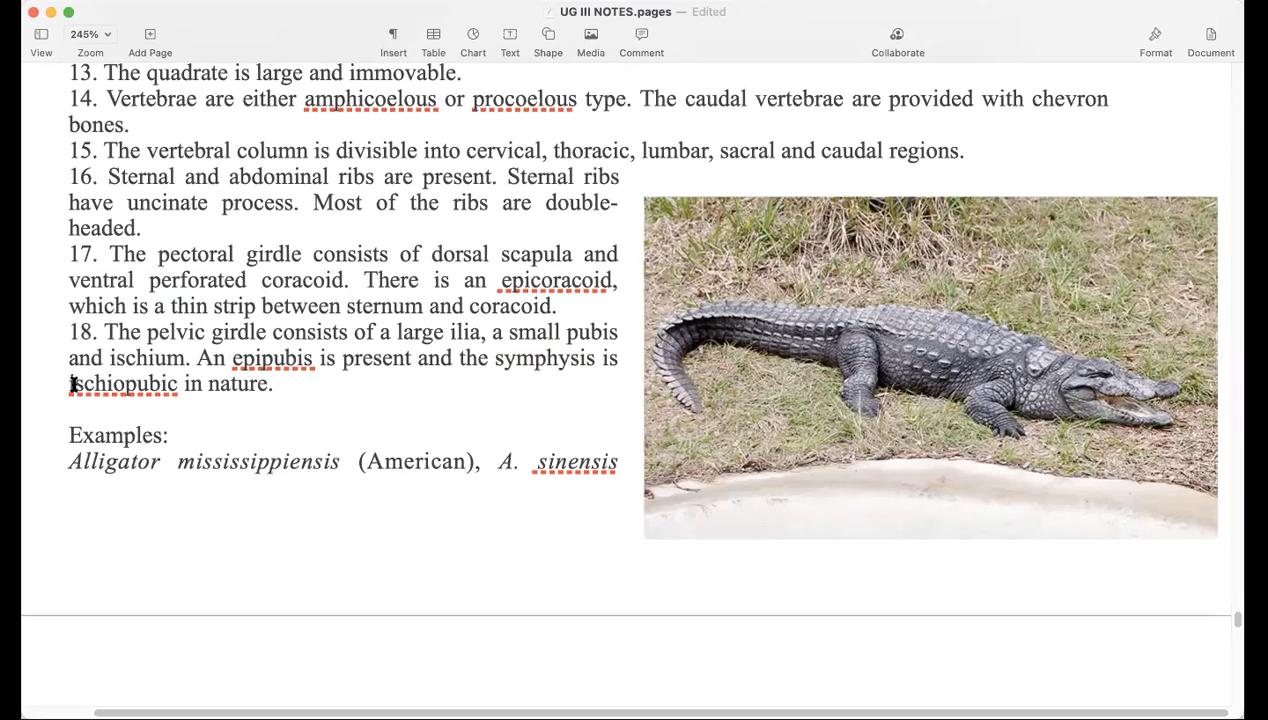 UG III NOTES.pages — Edited
245%
View Zoom Add Page Insert Table Chart Text Shape Media Comment Collaborate Format Document
13. The quadrate is large and immovable.
14. Vertebrae are either amphicoelous or procoelous type. The caudal vertebrae are provided with chevron
bones.
15. The vertebral column is divisible into cervical, thoracic, lumbar, sacral and caudal regions.
16. Sternal and abdominal ribs are present. Sternal ribs
have uncinate process. Most of the ribs are double-
headed.
17. The pectoral girdle consists of dorsal scapula and
ventral perforated coracoid. There is an epicoracoid,
which is a thin strip between sternum and coracoid.
18. The pelvic girdle consists of a large ilia, a small pubis
and ischium. An epipubis is present and the symphysis is
ischiopubic in nature.
Examples:
Alligator mississippiensis (American), A. sinensis